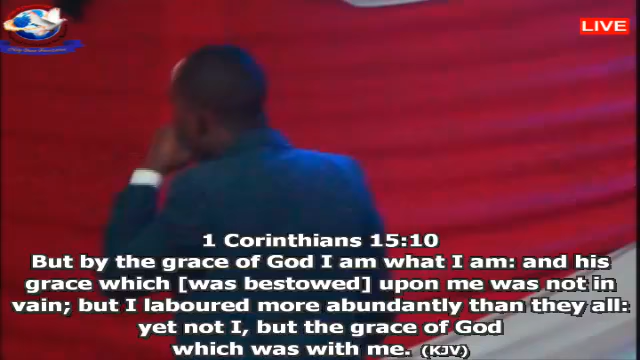 LIVE
1 Corinthians 15:10
But by the grace of God I am what I am: and his
grace which [was bestowed] upon me was not in
vain; but I laboured more abundantly than they all:
yet not I, but the grace of God
which was with me. (KJV)